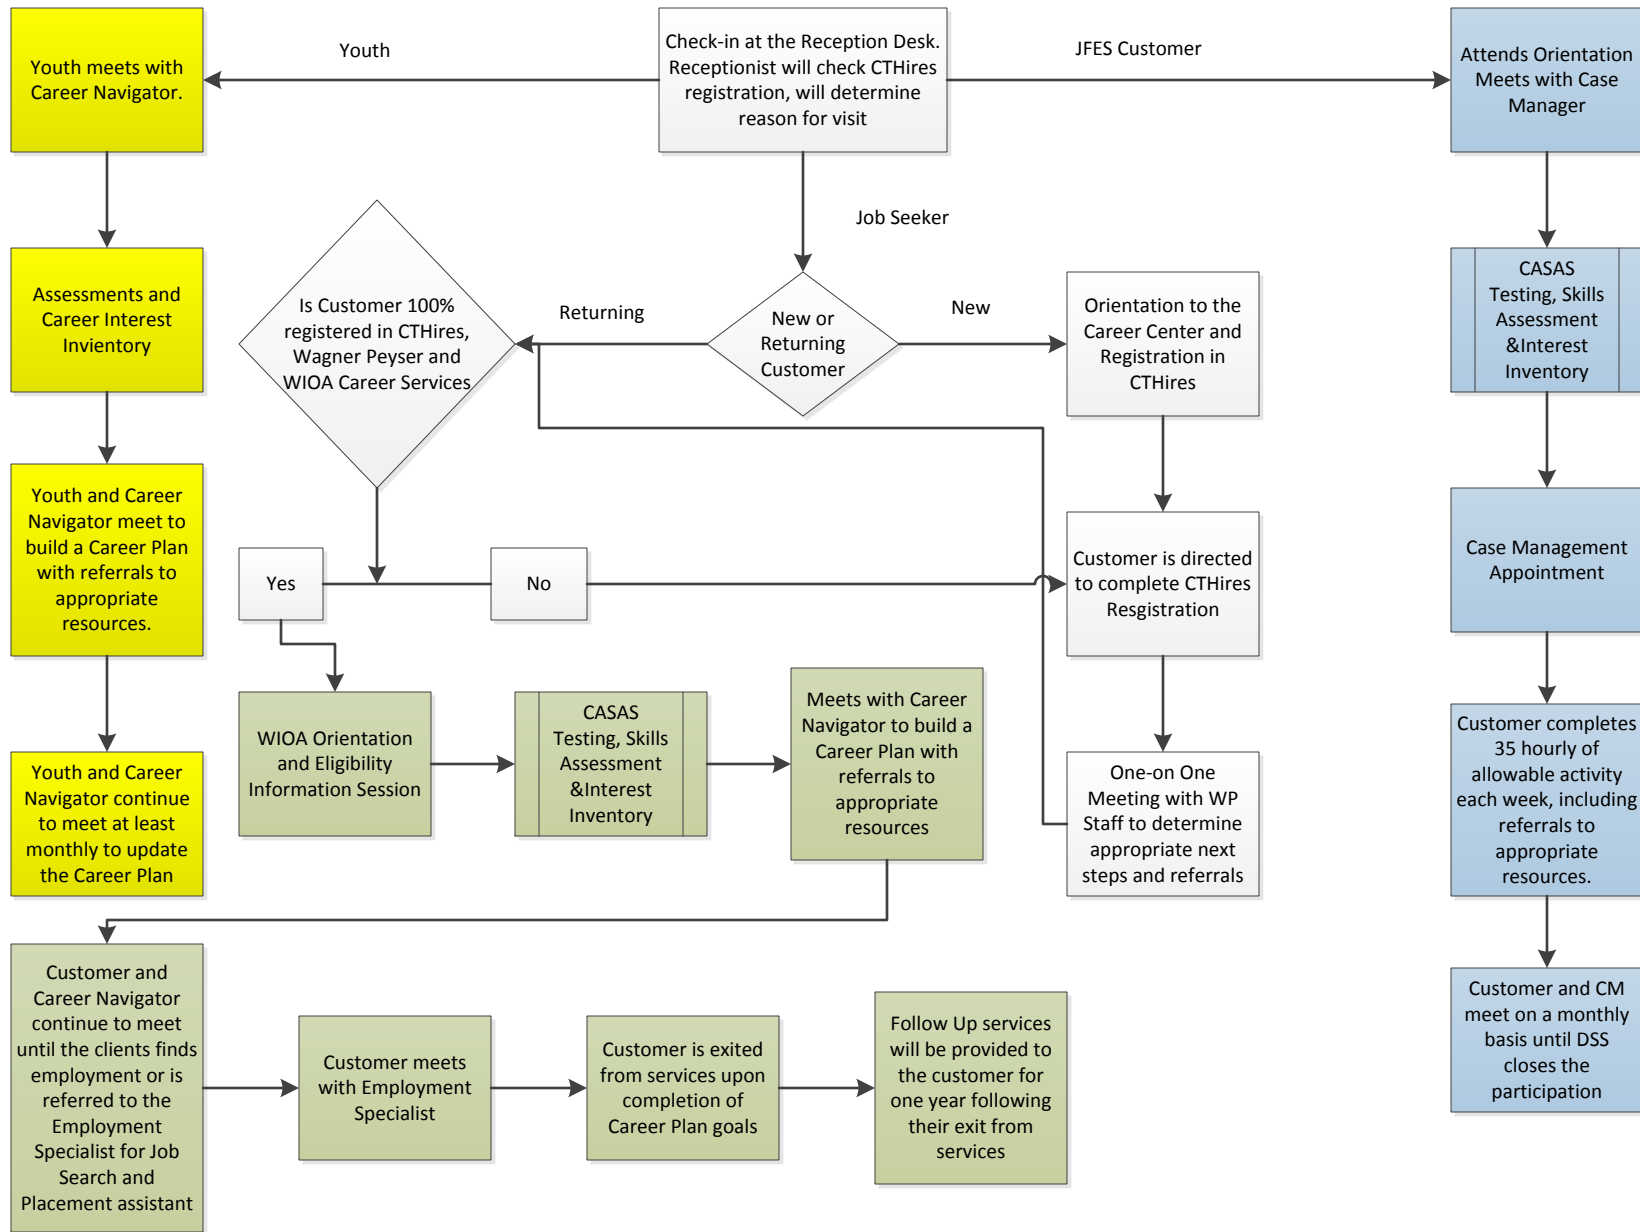 Youth meets with
Career Navigator.
Youth
Check-in at the Reception Desk.
Receptionist will check CTHires
registration, will determine
reason for visit
JFES Customer
Attends Orientation
Meets with Case
Manager
Job Seeker
Assessments and
Career Interest
Invientory
Is Customer 100%
registered in CTHires,
Wagner Peyser and
WIOA Career Services
Returning
New or
Returning
Customer
New
Orientation to the
Career Center and
Registration in
CTHires
CASAS
Testing, Skills
Assessment
&Interest
Inventory
Youth and Career
Navigator meet to
build a Career Plan
with referrals to
appropriate
resources.
Yes
No
Customer is directed
to complete CTHires
Resgistration
Case Management
Appointment
Youth and Career
Navigator continue
to meet at least
monthly to update
the Career Plan
WIOA Orientation
and Eligibility
Information Session
CASAS
Testing, Skills
Assessment
&Interest
Inventory
Meets with Career
Navigator to build a
Career Plan with
referrals to
appropriate
resources
One-on One
Meeting with WP
Staff to determine
appropriate next
steps and referrals
Customer completes
35 hourly of
allowable activity
each week, including
referrals to
appropriate
resources.
Customer and
Career Navigator
continue to meet
until the clients finds
employment or is
referred to the
Employment
Specialist for Job
Search and
Placement assistant
Customer meets
with Employment
Specialist
Customer is exited
from services upon
completion of
Career Plan goals
Follow Up services
will be provided to
the customer for
one year following
their exit from
services
Customer and CM
meet on a monthly
basis until DSS
closes the
participation